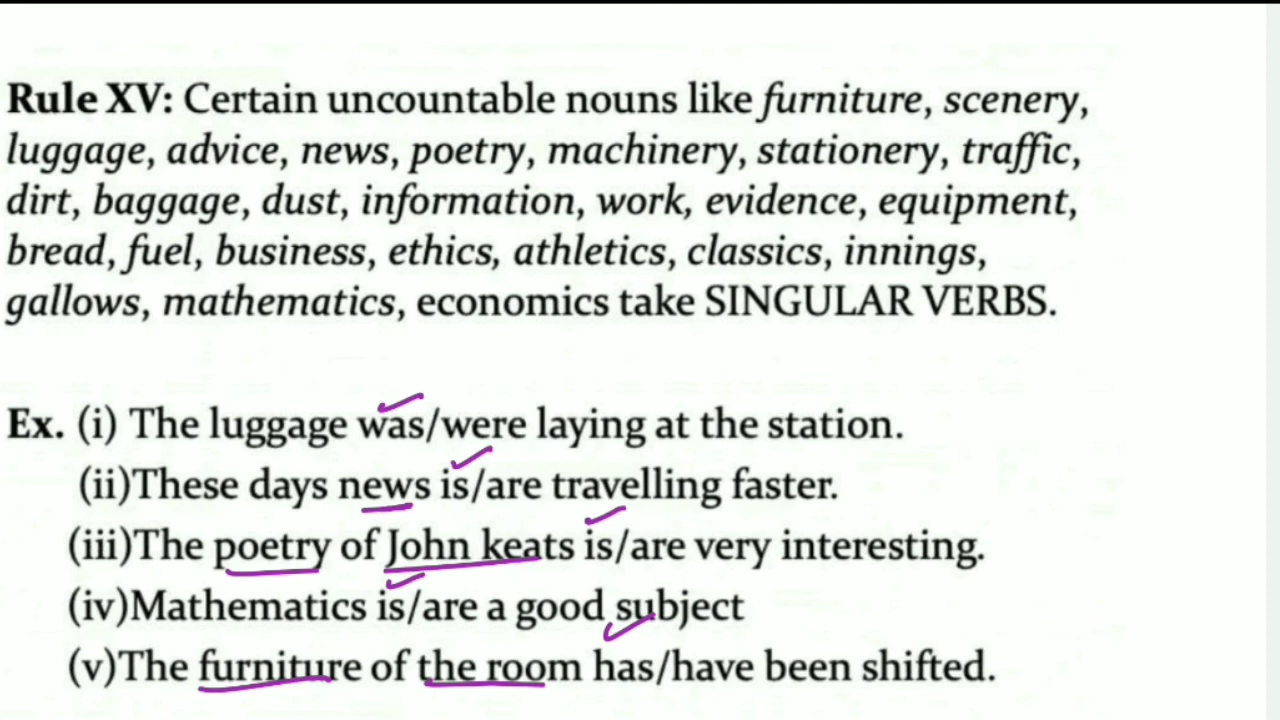 Rule XV: Certain uncountable nouns like furniture, scenery,
luggage, advice, news, poetry, machinery, stationery, traffic,
dirt, baggage, dust, information, work, evidence, equipment,
bread, fuel, business, ethics, athletics, classics, innings,
gallows, mathematics, economics take SINGULAR VERBS.
Ex. (i) The luggage was/were laying at the station.
(ii)These days news is/are travelling faster.
(iii)The poetry of John keats is/are very interesting.
(iv)Mathematics is/are a good subject
(v)The furniture of the room has/have been shifted.